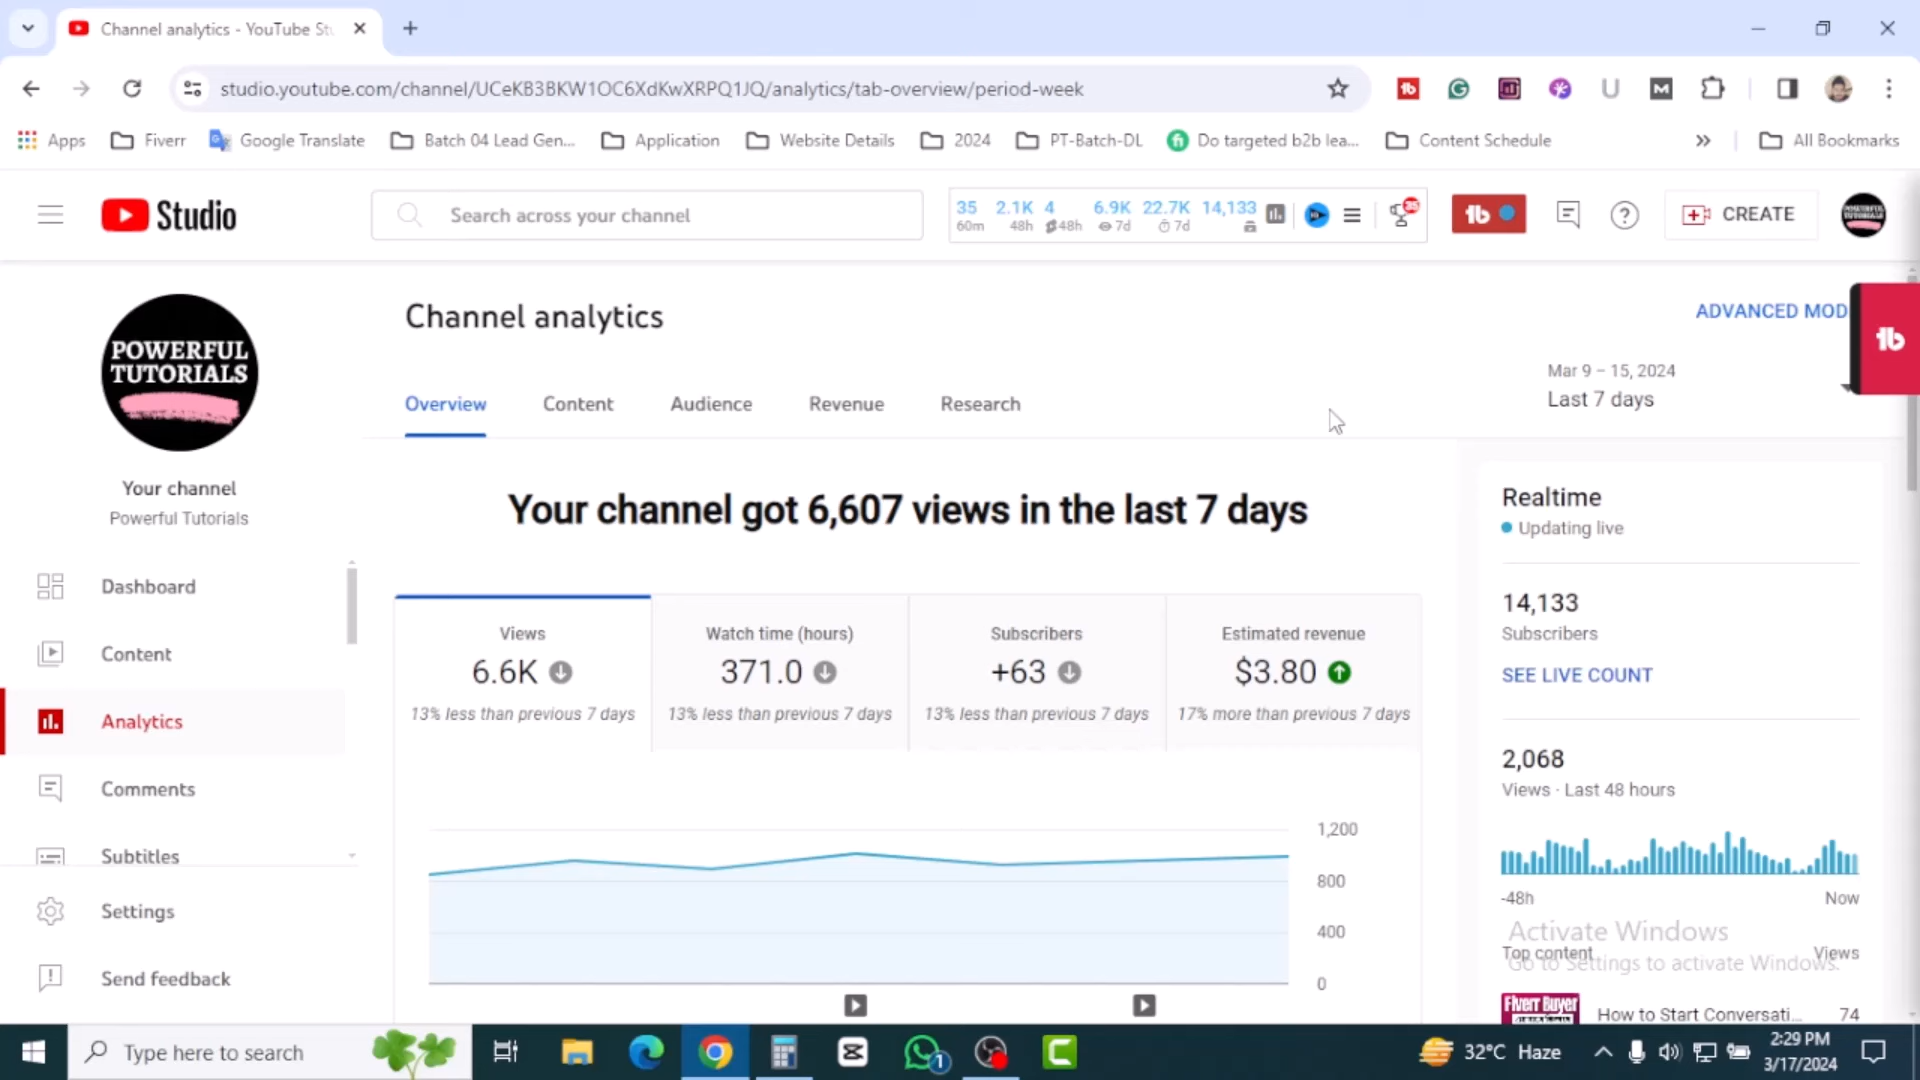 Channel analytics - YouTube St
studio.youtube.com/channel/UCeKB3BKW1OC6XdKwXRPQ1JQ/analytics/tab-overview/period-week
Apps
Fiverr
Google Translate
Batch 04 Lead Gen...
Application
Website Details
2024
PT-Batch-DL
Do targeted b2b lea...
Content Schedule
All Bookmarks
Studio
Search across your channel
35 2.1K 4 6.9K 22.7K 14,133
60m 48h 48h 7d 7d
35
CREATE
POWERFUL
TUTORIALS
Your channel
Powerful Tutorials
Dashboard
Content
Analytics
Comments
Subtitles
Settings
Send feedback
Channel analytics
ADVANCED MOD
Overview
Content
Audience
Revenue
Research
Mar 9 – 15, 2024
Last 7 days
Your channel got 6,607 views in the last 7 days
Views
6.6K
13% less than previous 7 days
Watch time (hours)
371.0
13% less than previous 7 days
Subscribers
+63
13% less than previous 7 days
Estimated revenue
$3.80
17% more than previous 7 days
1,200
800
400
0
Realtime
Updating live
14,133
Subscribers
SEE LIVE COUNT
2,068
Views · Last 48 hours
-48h
Now
Activate Windows
Go to Settings to activate Windows.
Top content
Views
Fiverr Buyer
How to Start Conversati...
74
Type here to search
1
32°C Haze
2:29 PM
3/17/2024